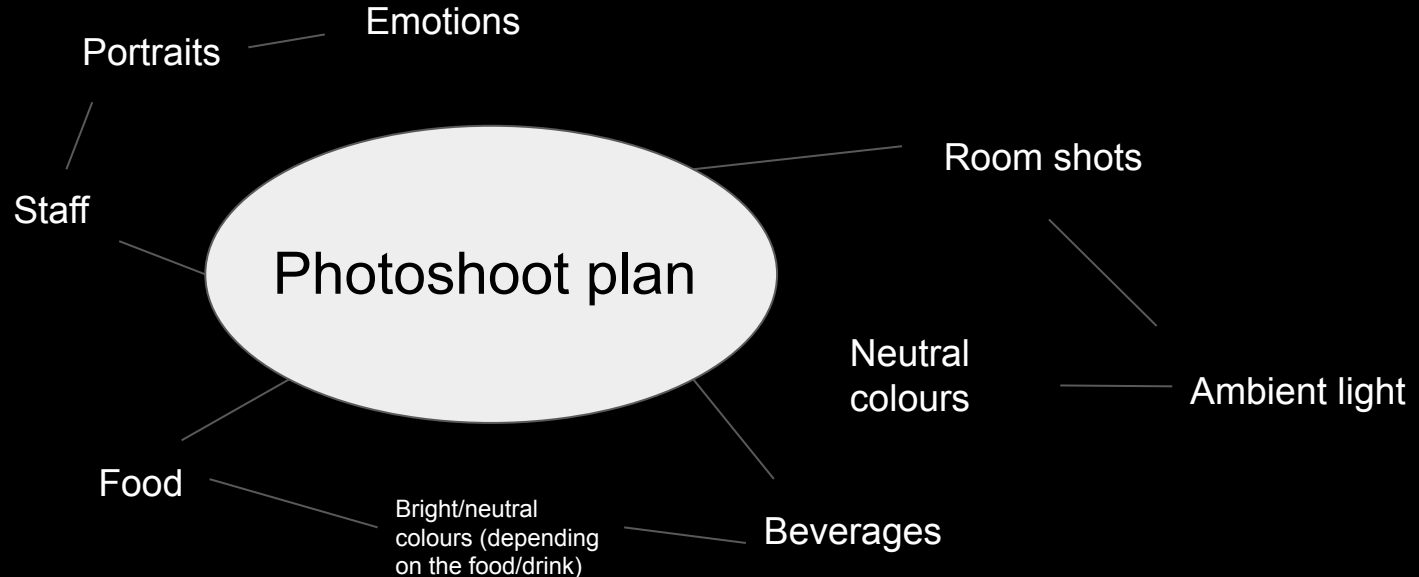 Emotions
Portraits
Room shots
Staff
Photoshoot plan
Neutral
colours
Ambient light
Food
Bright/neutral
colours (depending
on the food/drink)
Beverages